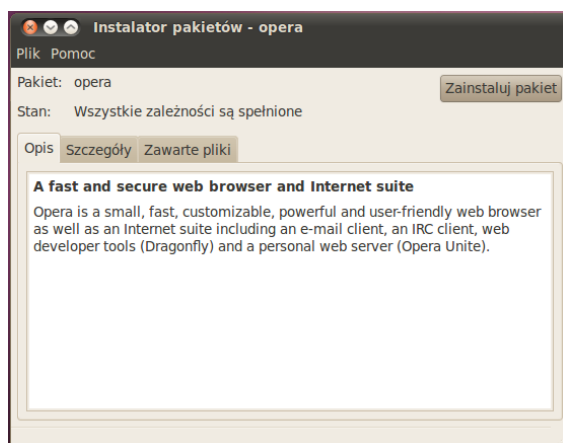 Instalator pakietów - opera
Plik Pomoc
Pakiet: opera
Zainstaluj pakiet
Stan: Wszystkie zależności są spełnione
Opis Szczegóły Zawarte pliki
A fast and secure web browser and Internet suite
Opera is a small, fast, customizable, powerful and user-friendly web browser
as well as an Internet suite including an e-mail client, an IRC client, web
developer tools (Dragonfly) and a personal web server (Opera Unite).